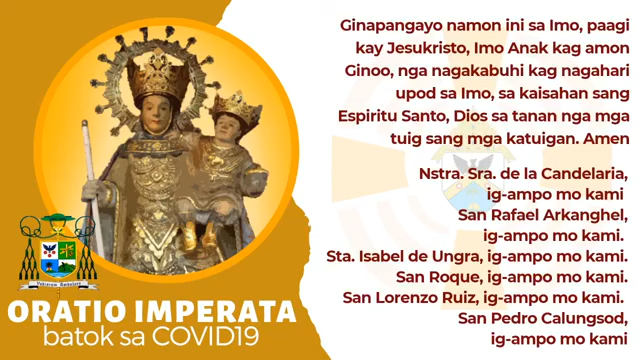 Ginapangayo namon ini sa Imo, paagi
kay Jesukristo, Imo Anak kag amon
Ginoo, nga nagakabuhi kag nagahari
upod sa Imo, sa kaisahan sang
Espiritu Santo, Dios sa tanan nga mga
tuig sang mga katuigan. Amen
Nstra. Sra. de la Candelaria,
ig-ampo mo kami
San Rafael Arkanghel,
ig-ampo mo kami.
Sta. Isabel de Ungra, ig-ampo mo kami.
San Roque, ig-ampo mo kami.
San Lorenzo Ruiz, ig-ampo mo kami.
San Pedro Calungsod,
ig-ampo mo kami
ORATIO IMPERATA
batok sa COVID19